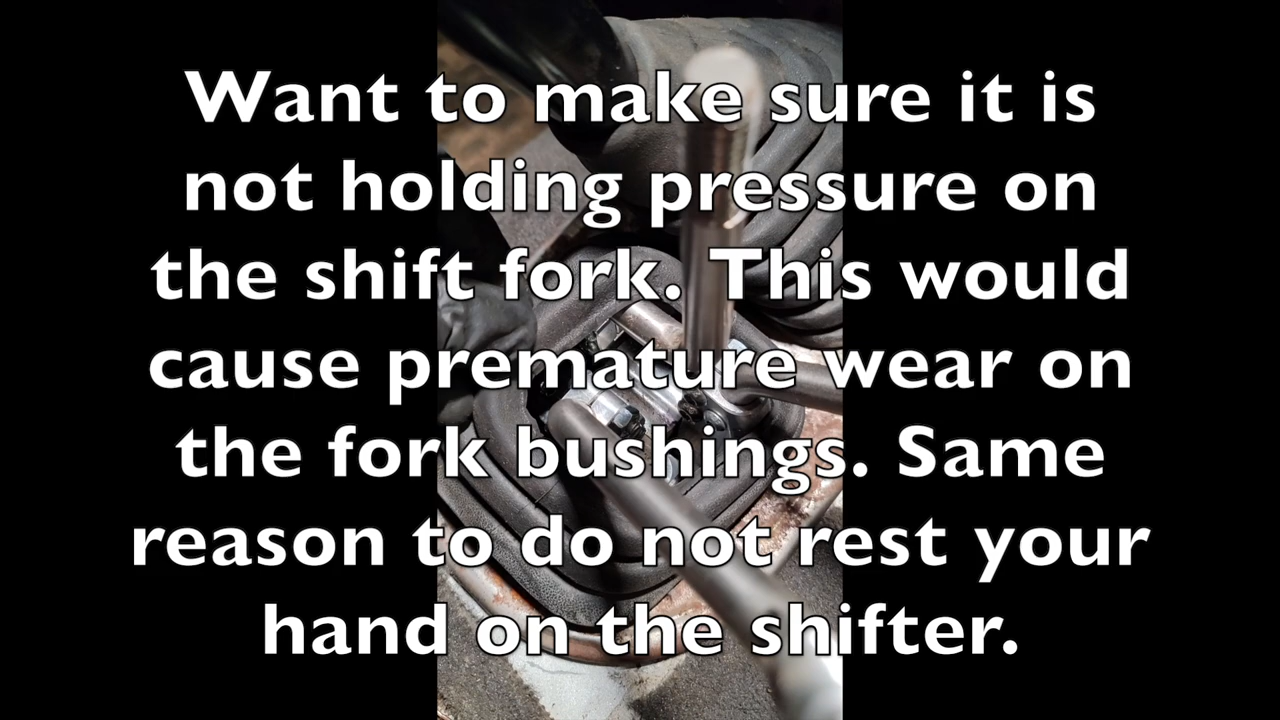 Want to make sure it is
not holding pressure on
the shift fork. This would
cause premature wear on
the fork bushings. Same
reason to do not rest your
hand on the shifter.